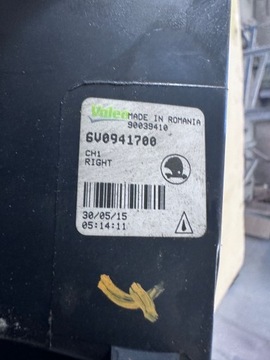 Valeo MADE IN ROMANIA
90039410
6V0941700
CH1
RIGHT
30/05/15
05:14:11